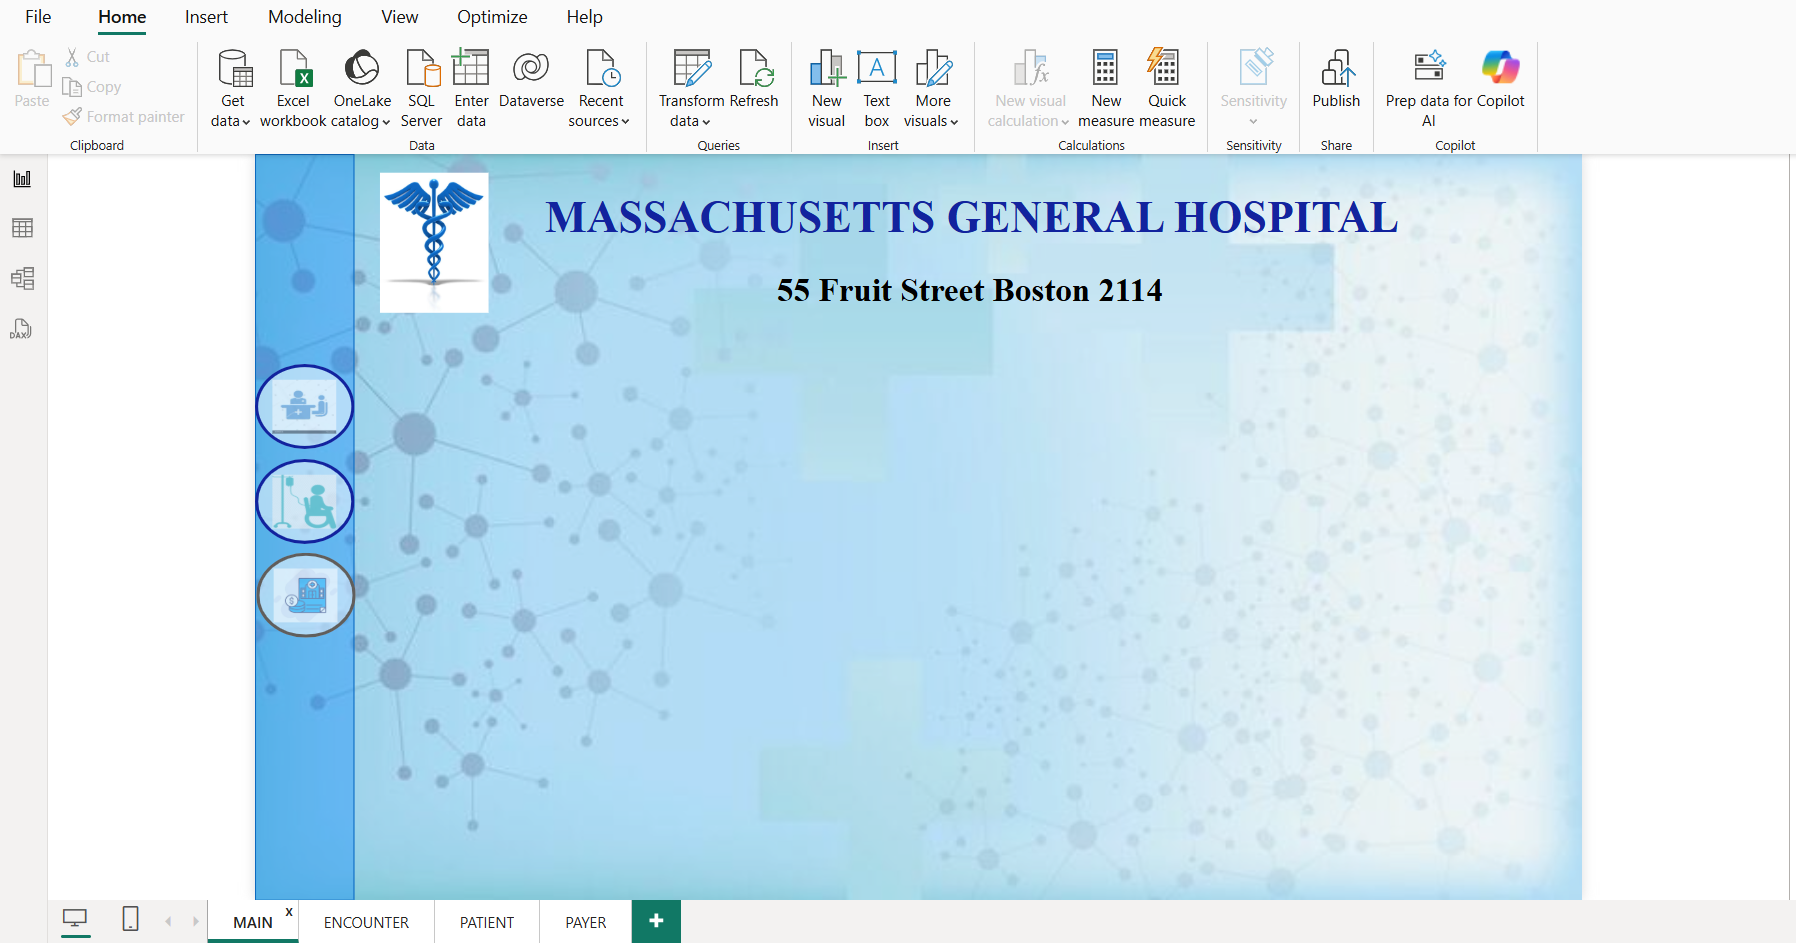 File Home Insert Modeling View Optimize Help
Paste
Cut
Copy
Format painter
Clipboard
Get data
Excel workbook
OneLake catalog
SQL Server
Enter data
Dataverse
Recent sources
Data
Transform data
Refresh
Queries
New visual
Text box
More visuals
Insert
New visual calculation
New measure
Quick measure
Calculations
Sensitivity
Sensitivity
Publish
Share
Prep data for AI
Copilot
Copilot
DAX
MASSACHUSETTS GENERAL HOSPITAL
55 Fruit Street Boston 2114
MAIN x ENCOUNTER PATIENT PAYER +